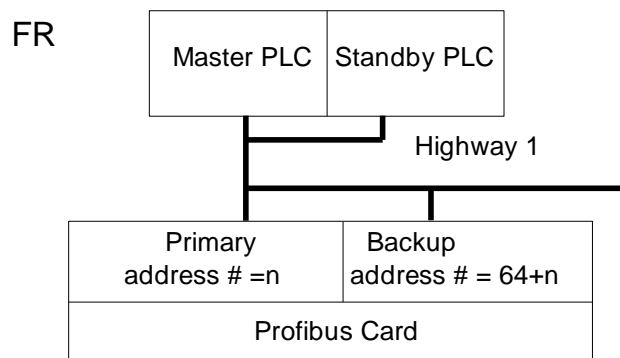 FR
Master PLC
Standby PLC
Highway 1
Primary
address # =n
Backup
address # = 64+n
Profibus Card